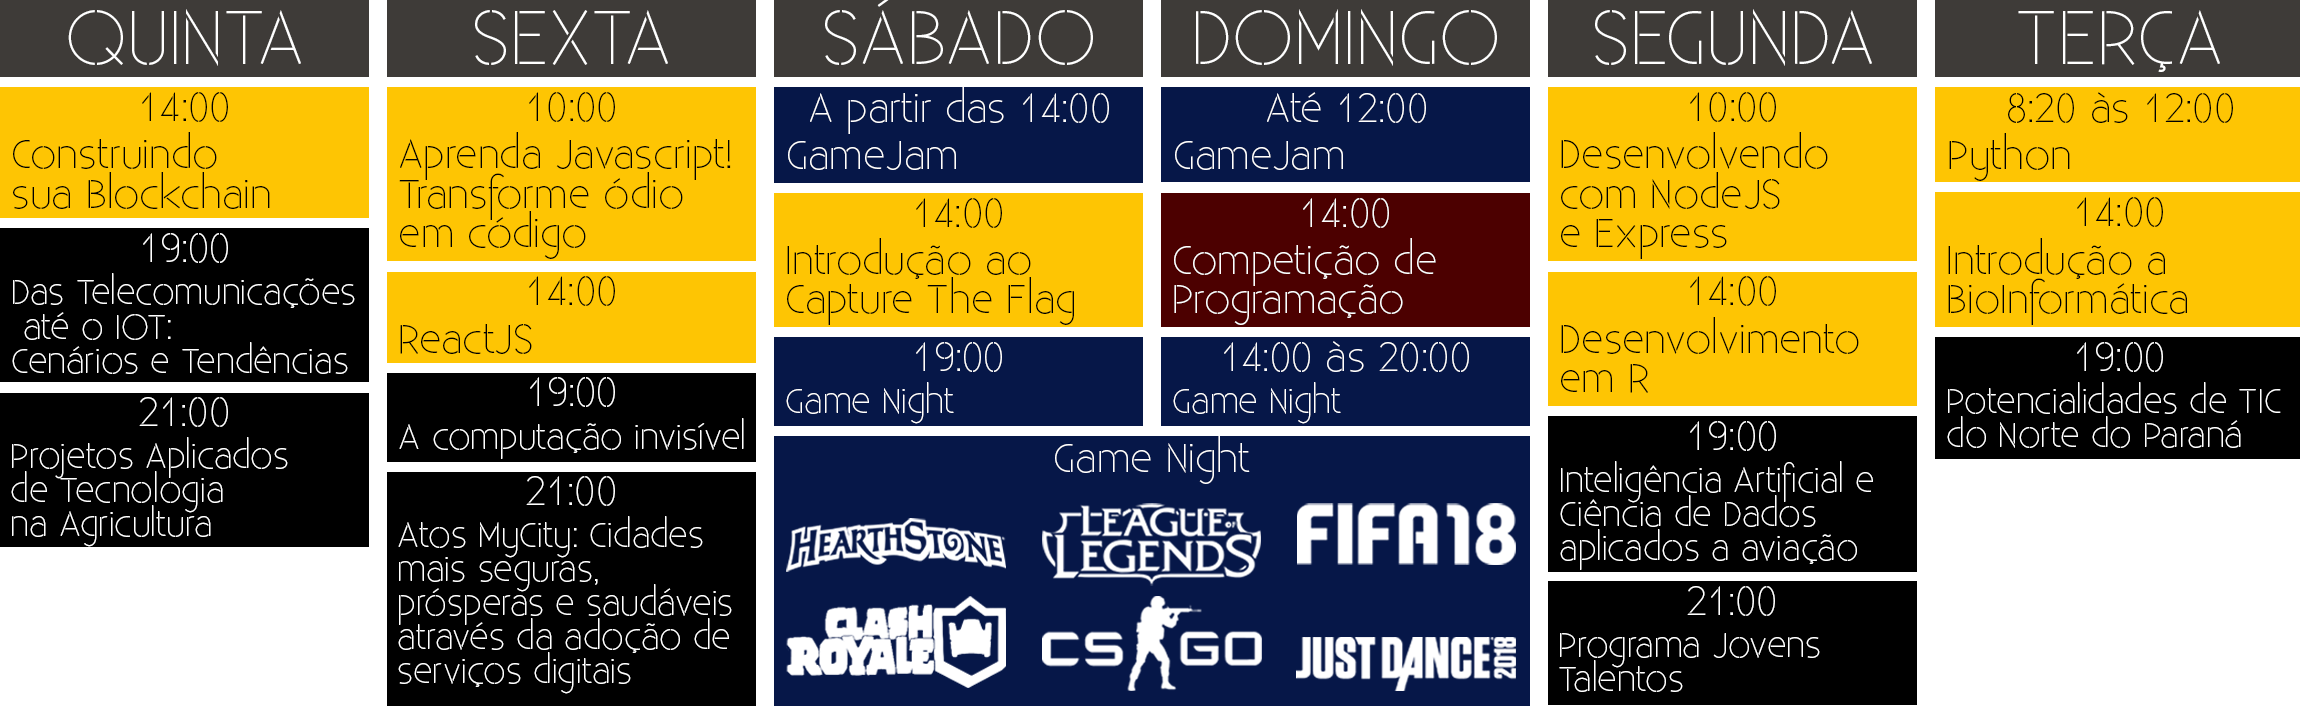 QUINTA
14:00
Construindo
sua Blockchain
19:00
Das Telecomunicações
até o IOT:
Cenários e Tendências
21:00
Projetos Aplicados
de Tecnologia
na Agricultura
SEXTA
10:00
Aprenda Javascript!
Transforme ódio
em código
14:00
ReactJS
19:00
A computação invisível
21:00
Atos MyCity: Cidades
mais seguras,
prósperas e saudáveis
através da adoção de
serviços digitais
SÁBADO
A partir das 14:00
GameJam
14:00
Introdução ao
Capture The Flag
19:00
Game Night
DOMINGO
Até 12:00
GameJam
14:00
Competição de
Programação
14:00 às 20:00
Game Night
Game Night
HEARTHSTONE
LEAGUE OF
LEGENDS
FIFA 18
CLASH
ROYALE
CS GO
JUST DANCE 2018
SEGUNDA
10:00
Desenvolvendo
com NodeJS
e Express
14:00
Desenvolvimento
em R
19:00
Inteligência Artificial e
Ciência de Dados
aplicados a aviação
21:00
Programa Jovens
Talentos
TERÇA
8:20 às 12:00
Python
14:00
Introdução a
BioInformática
19:00
Potencialidades de TIC
do Norte do Paraná